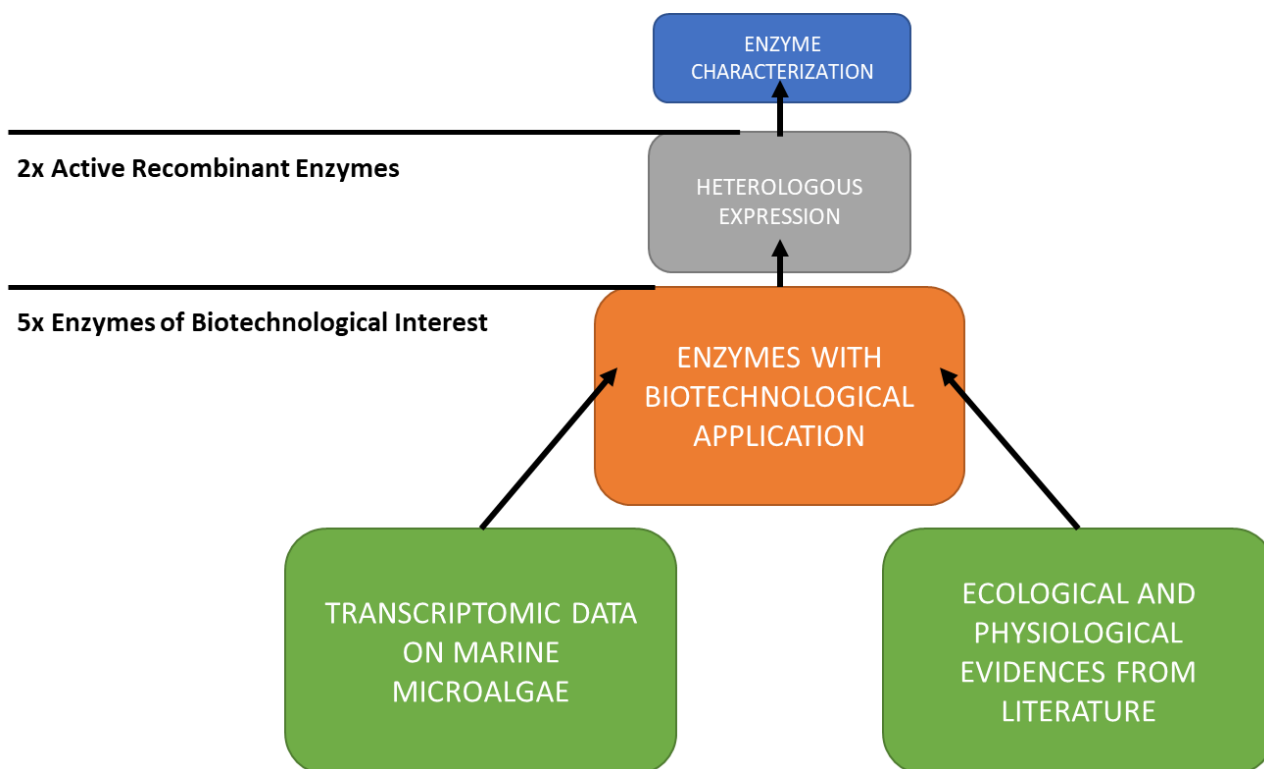 ENZYME
CHARACTERIZATION
2x Active Recombinant Enzymes
HETEROLOGOUS
EXPRESSION
5x Enzymes of Biotechnological Interest
ENZYMES WITH
BIOTECHNOLOGICAL
APPLICATION
TRANSCRIPTOMIC DATA
ON MARINE
MICROALGAE
ECOLOGICAL AND
PHYSIOLOGICAL
EVIDENCES FROM
LITERATURE